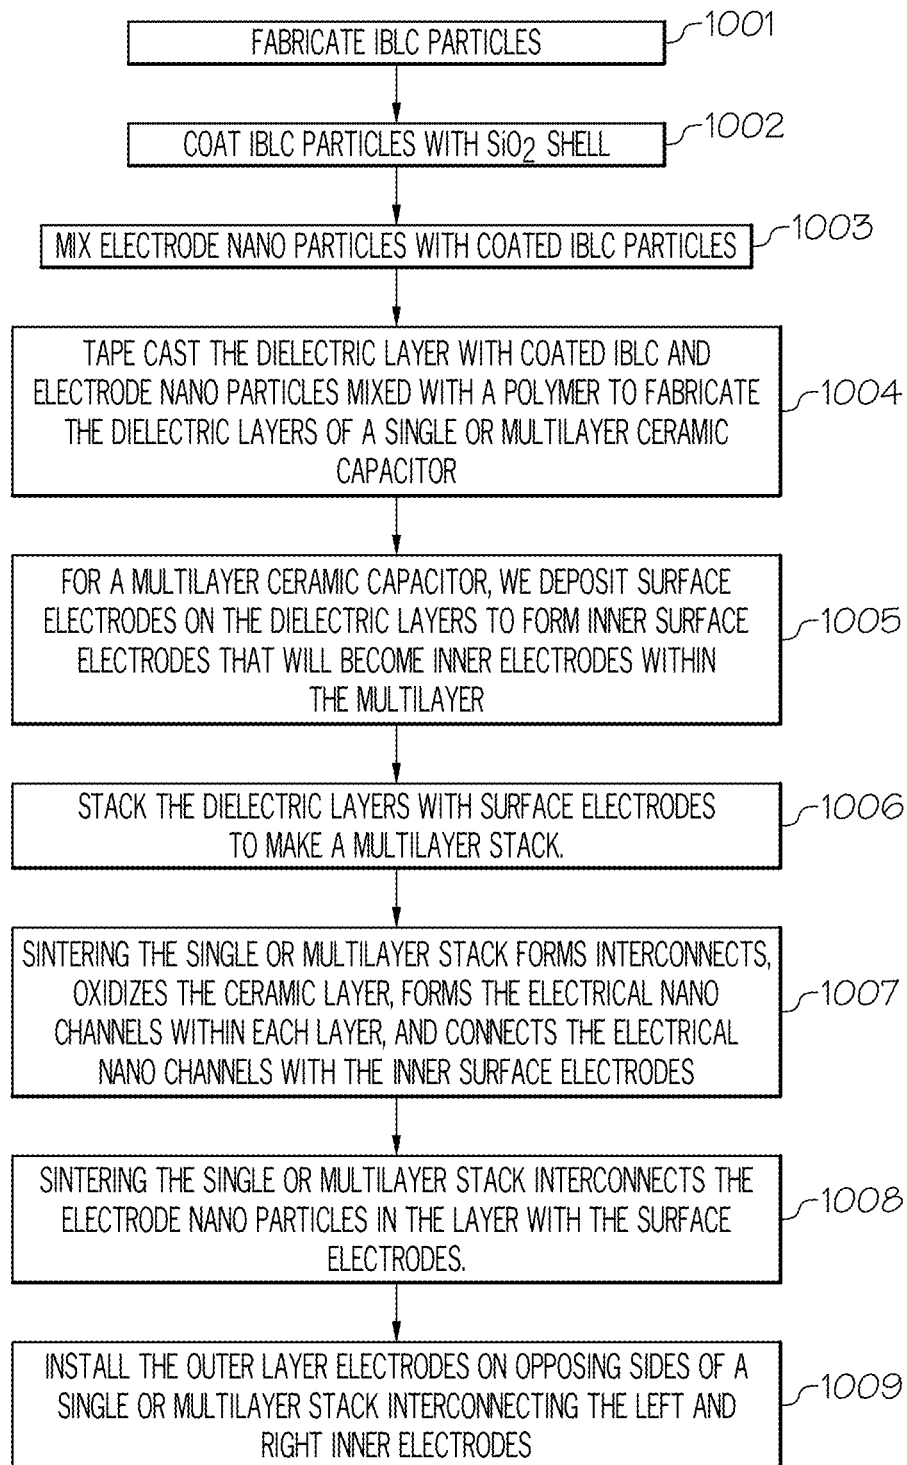 FABRICATE IBLC PARTICLES
1001
COAT IBLC PARTICLES WITH SiO2 SHELL
1002
MIX ELECTRODE NANO PARTICLES WITH COATED IBLC PARTICLES
1003
TAPE CAST THE DIELECTRIC LAYER WITH COATED IBLC AND
ELECTRODE NANO PARTICLES MIXED WITH A POLYMER TO FABRICATE
THE DIELECTRIC LAYERS OF A SINGLE OR MULTILAYER CERAMIC
CAPACITOR
1004
FOR A MULTILAYER CERAMIC CAPACITOR, WE DEPOSIT SURFACE
ELECTRODES ON THE DIELECTRIC LAYERS TO FORM INNER SURFACE
ELECTRODES THAT WILL BECOME INNER ELECTRODES WITHIN
THE MULTILAYER
1005
STACK THE DIELECTRIC LAYERS WITH SURFACE ELECTRODES
TO MAKE A MULTILAYER STACK.
1006
SINTERING THE SINGLE OR MULTILAYER STACK FORMS INTERCONNECTS,
OXIDIZES THE CERAMIC LAYER, FORMS THE ELECTRICAL NANO
CHANNELS WITHIN EACH LAYER, AND CONNECTS THE ELECTRICAL
NANO CHANNELS WITH THE INNER SURFACE ELECTRODES
1007
SINTERING THE SINGLE OR MULTILAYER STACK INTERCONNECTS THE
ELECTRODE NANO PARTICLES IN THE LAYER WITH THE SURFACE
ELECTRODES.
1008
INSTALL THE OUTER LAYER ELECTRODES ON OPPOSING SIDES OF A
SINGLE OR MULTILAYER STACK INTERCONNECTING THE LEFT AND
RIGHT INNER ELECTRODES
1009